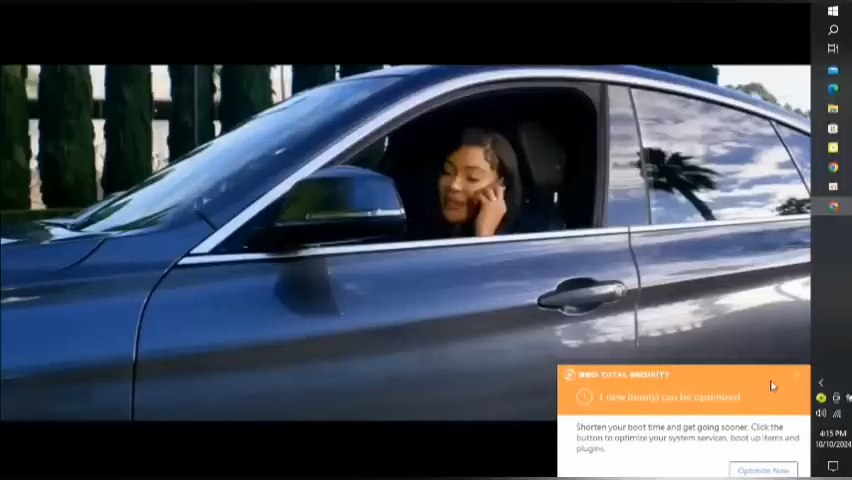 360 TOTAL SECURITY
1 new item(s) can be optimized
Shorten your boot time and get going sooner. Click the
button to optimize your system services, boot up items and
plugins.
Optimize Now
4:15 PM
10/10/2024